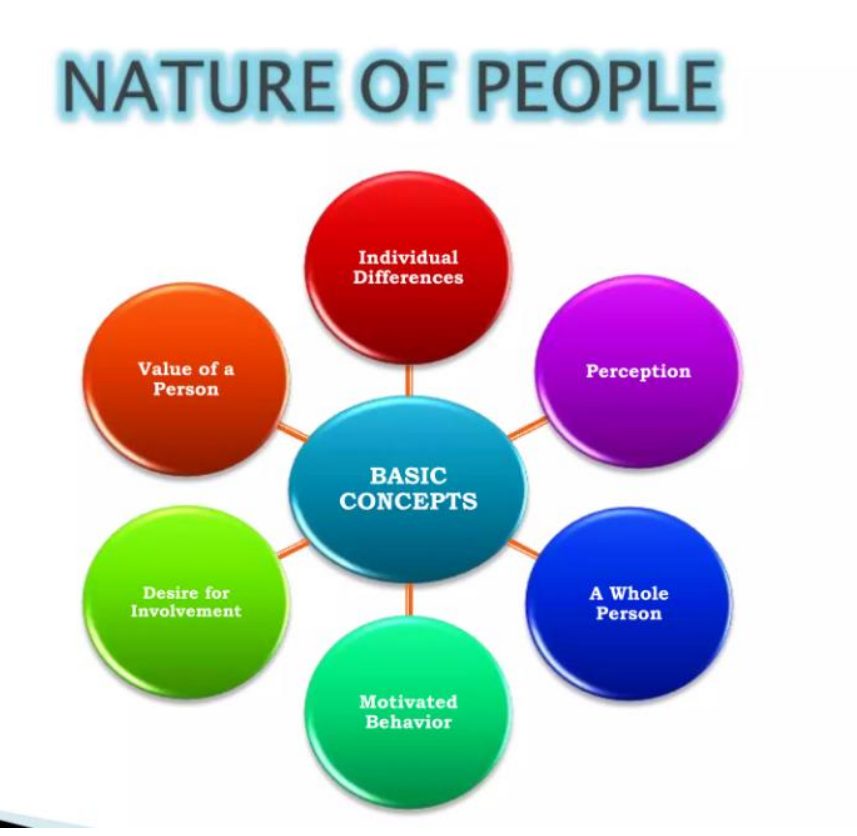 NATURE OF PEOPLE
Individual
Differences
Perception
A Whole
Person
Motivated
Behavior
Desire for
Involvement
Value of a
Person
BASIC
CONCEPTS